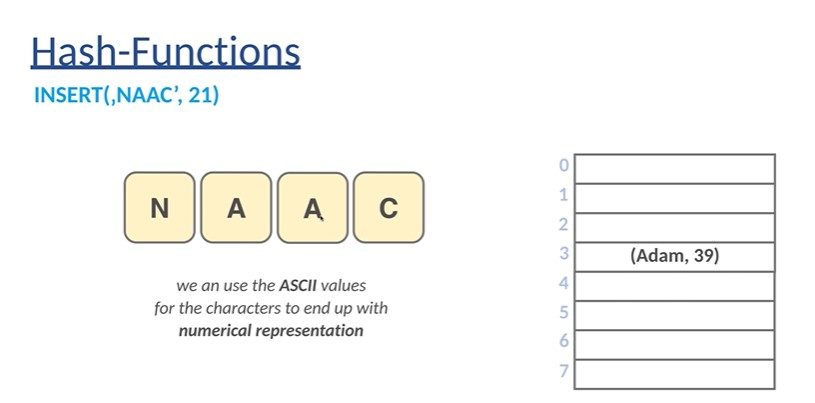 Hash-Functions
INSERT(‚NAAC’, 21)
N A A C
we an use the ASCII values
for the characters to end up with
numerical representation
0
1
2
3 (Adam, 39)
4
5
6
7